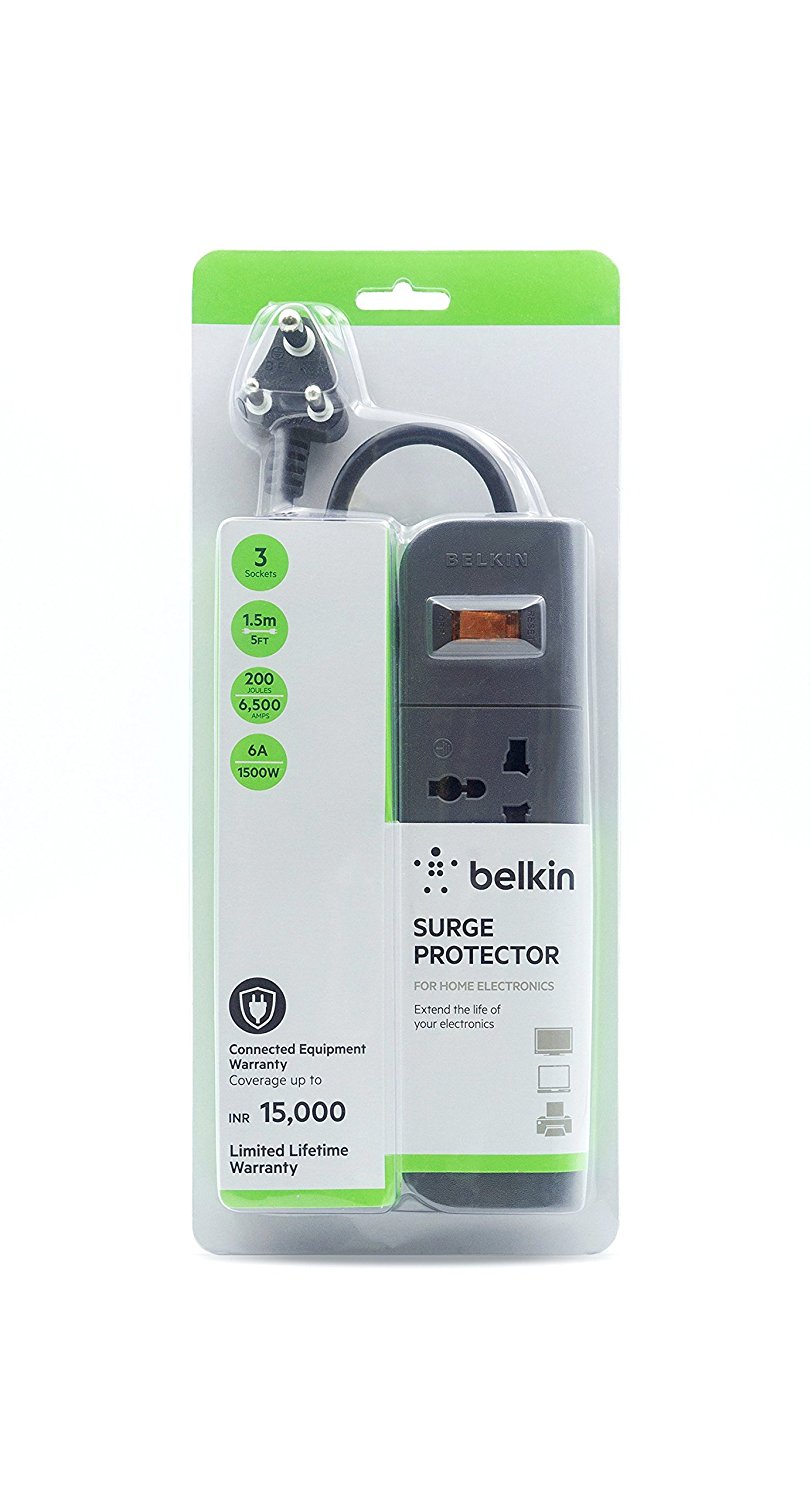 3
Sockets
1.5m
5FT
200
JOULES
6,500
AMPS
6A
1500W
Connected Equipment
Warranty
Coverage up to
INR 15,000
Limited Lifetime
Warranty
BELKIN
belkin
SURGE
PROTECTOR
FOR HOME ELECTRONICS
Extend the life of
your electronics